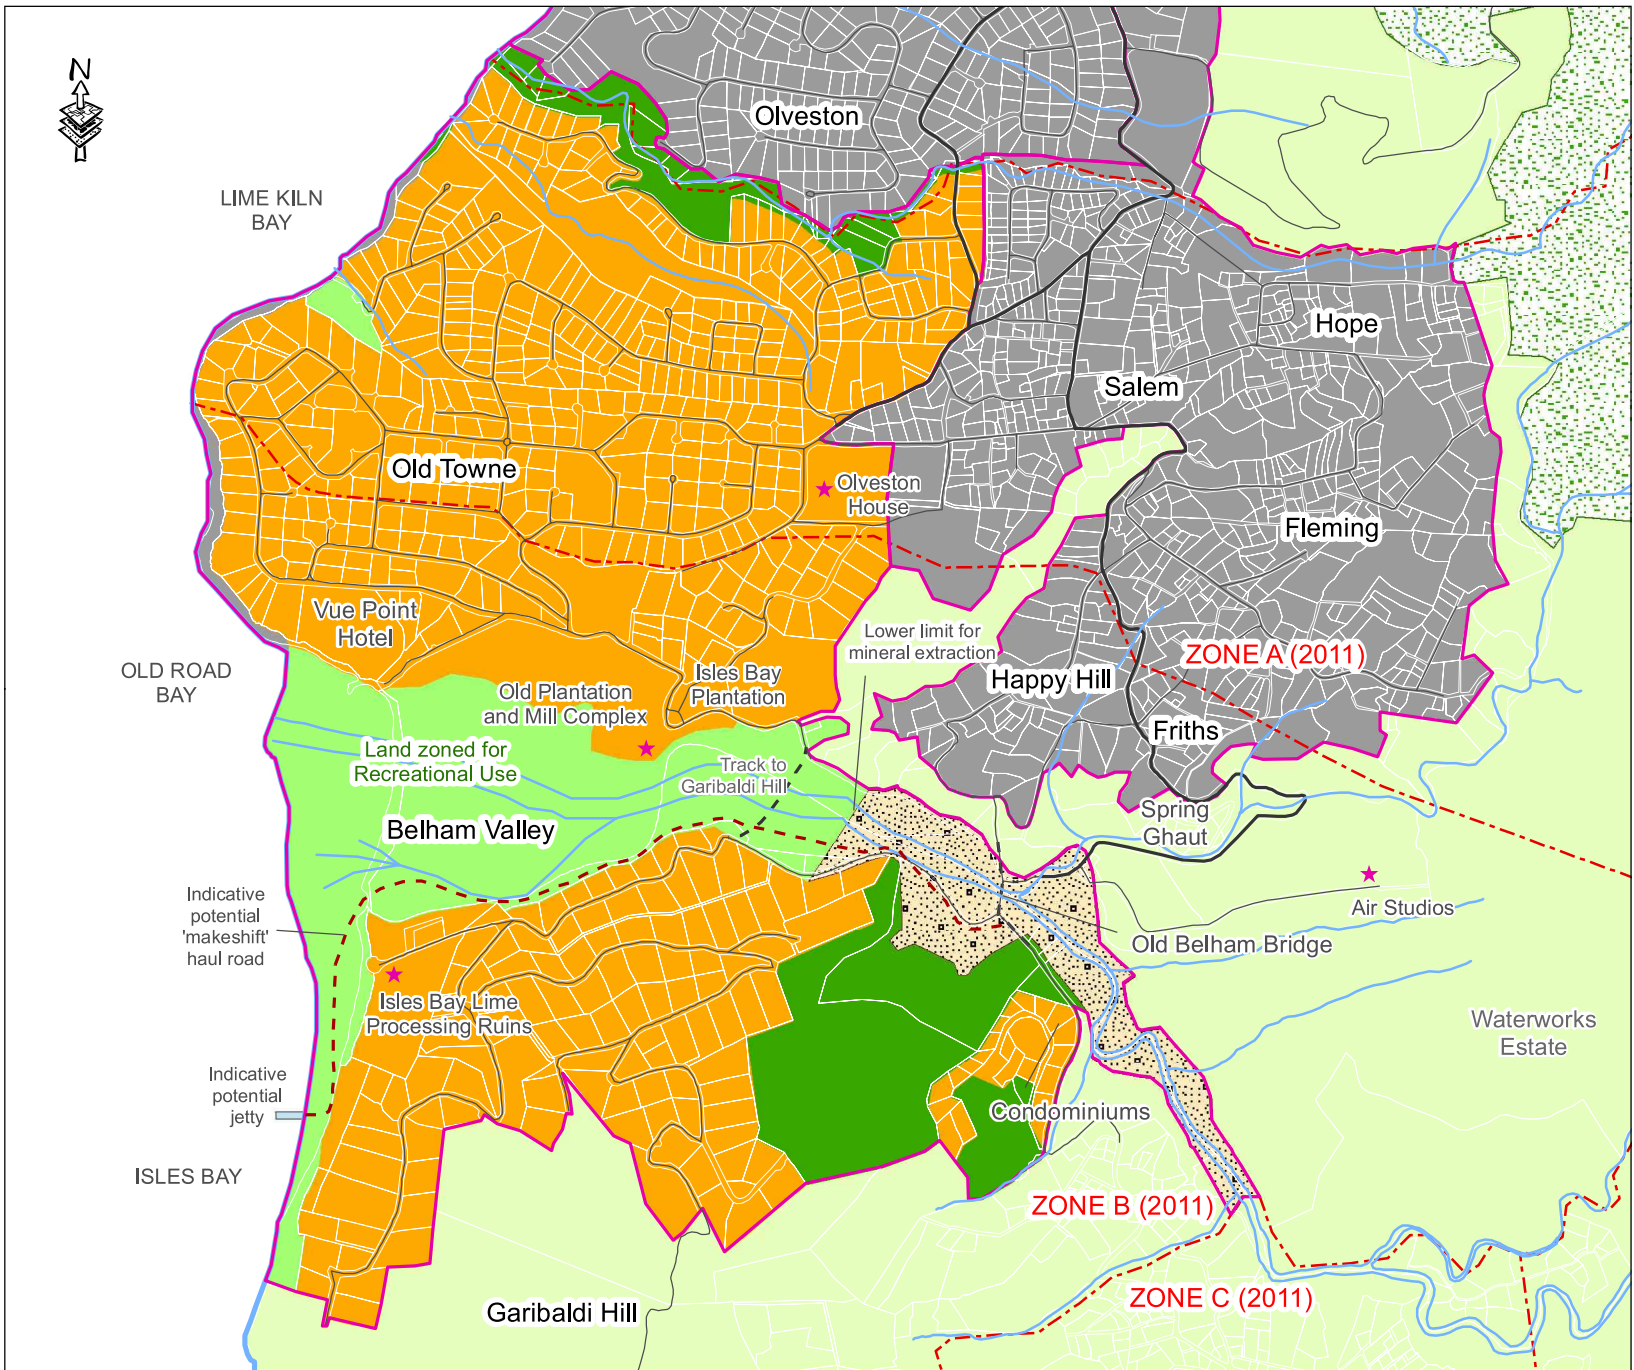 N
Olveston
LIME KILN
BAY
Hope
Salem
Old Towne
Olveston
House
Fleming
Vue Point
Hotel
Lower limit for
mineral extraction
ZONE A (2011)
OLD ROAD
BAY
Isles Bay
Plantation
Happy Hill
Old Plantation
and Mill Complex
Friths
Land zoned for
Recreational Use
Track to
Garibaldi Hill
Belham Valley
Spring
Ghaut
Indicative
potential
'makeshift'
haul road
Air Studios
Old Belham Bridge
Isles Bay Lime
Processing Ruins
Waterworks
Estate
Indicative
potential
jetty
Condominiums
ISLES BAY
ZONE B (2011)
ZONE C (2011)
Garibaldi Hill